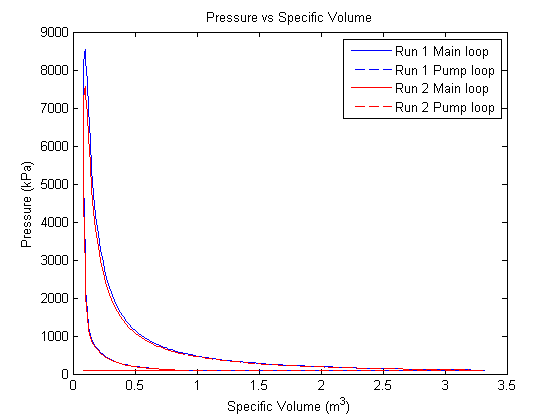 Pressure vs Specific Volume
9000
8000
7000
6000
5000
4000
3000
2000
1000
0
Pressure (kPa)
Run 1 Main loop
Run 1 Pump loop
Run 2 Main loop
Run 2 Pump loop
0 0.5 1 1.5 2 2.5 3 3.5
Specific Volume (m³)